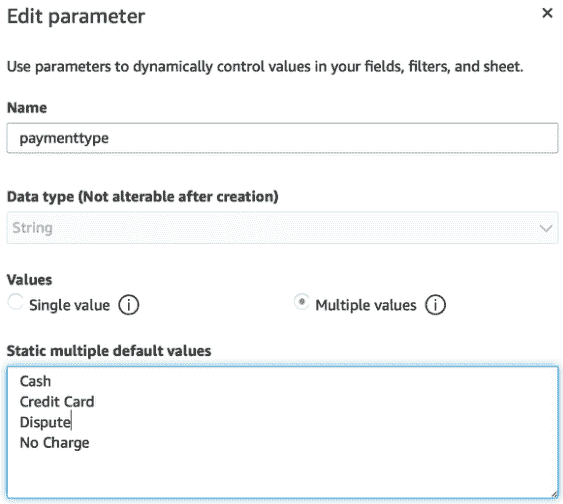 Edit parameter
Use parameters to dynamically control values in your fields, filters, and sheet.
Name
paymenttype
Data type (Not alterable after creation)
String
Values
Single value
Multiple values
Static multiple default values
Cash
Credit Card
Dispute
No Charge